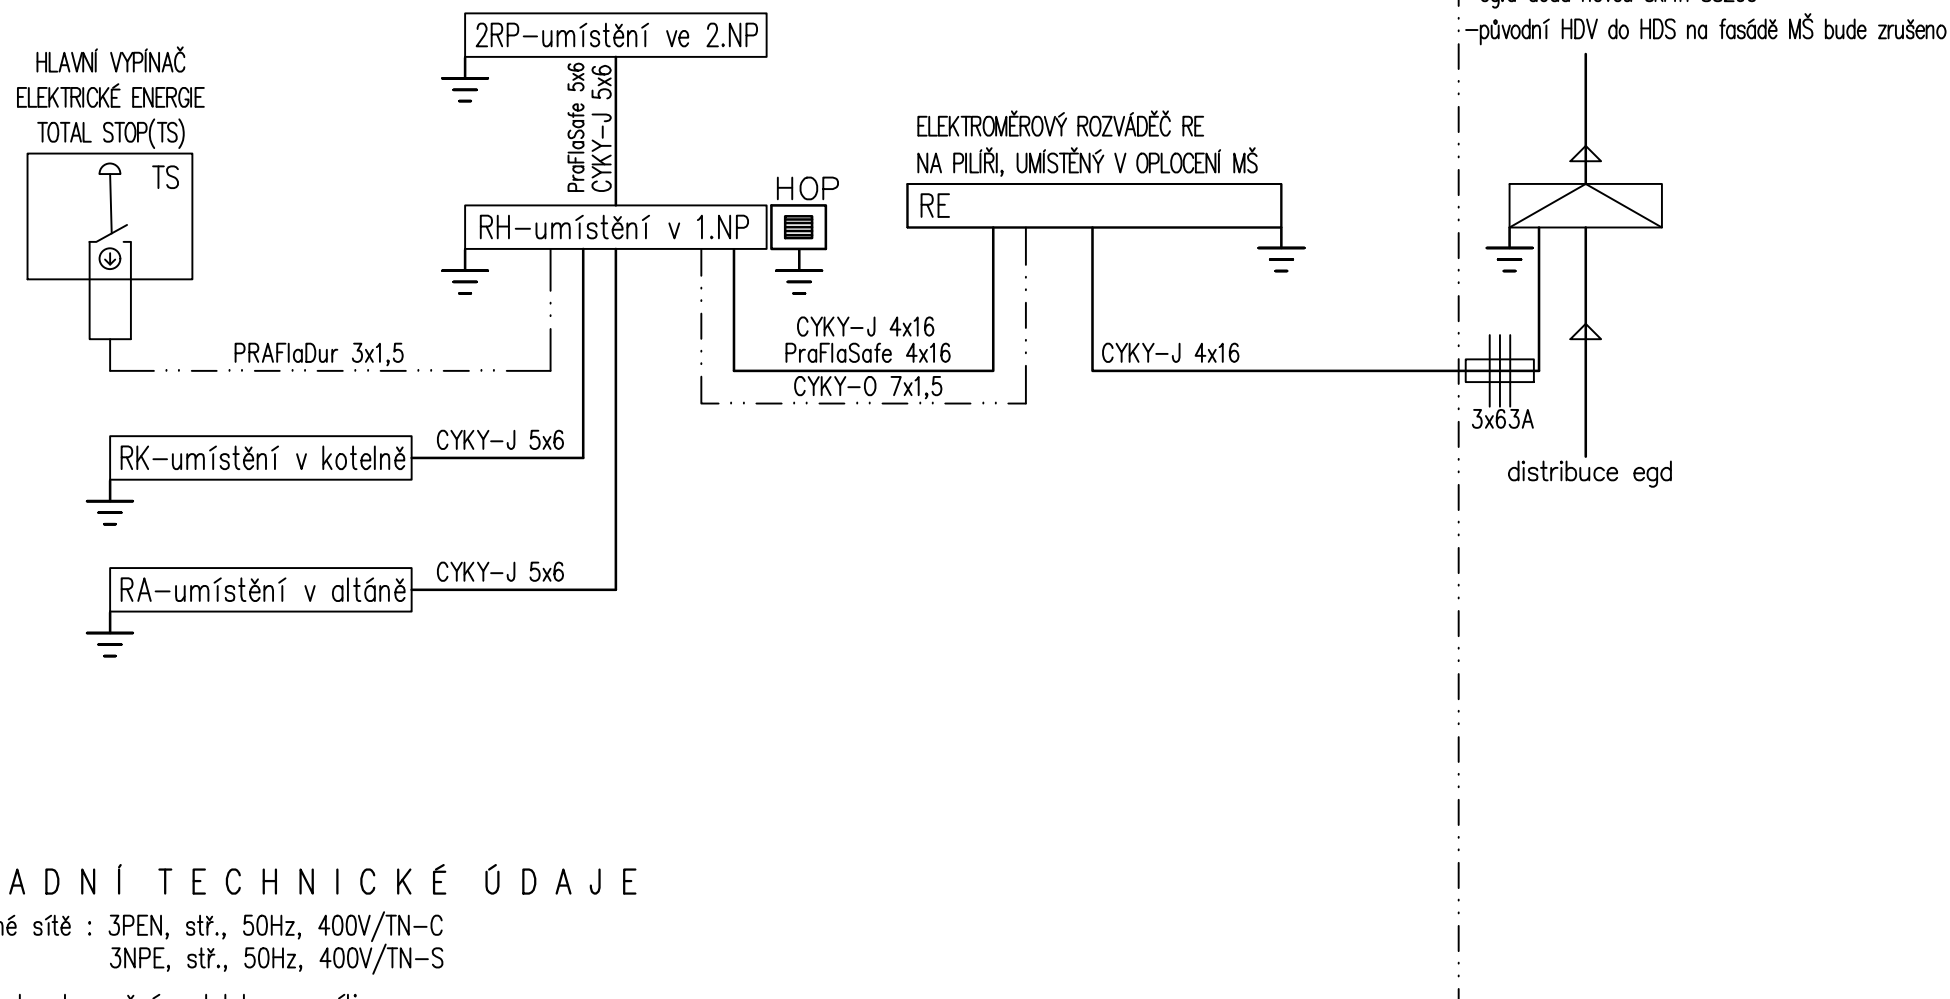 -původní HDV do HDS na fasádě MŠ bude zrušeno
2RP-umístění ve 2.NP
HLAVNÍ VYPÍNAČ
ELEKTRICKÉ ENERGIE
TOTAL STOP(TS)
TS
PraFlaSafe 5x6
CYKY-J 5x6
ELEKTROMĚROVÝ ROZVÁDĚČ RE
NA PILÍŘI, UMÍSTĚNÝ V OPLOCENÍ MŠ
RE
HOP
RH-umístění v 1.NP
PRAFlaDur 3x1,5
CYKY-J 4x16
PraFlaSafe 4x16
CYKY-O 7x1,5
CYKY-J 4x16
3x63A
distribuce egd
RK-umístění v kotelně
CYKY-J 5x6
RA-umístění v altáně
CYKY-J 5x6
ADNÍ TECHNICKÉ ÚDAJE
sítě : 3PEN, stř., 50Hz, 400V/TN-C
3NPE, stř., 50Hz, 400V/TN-S